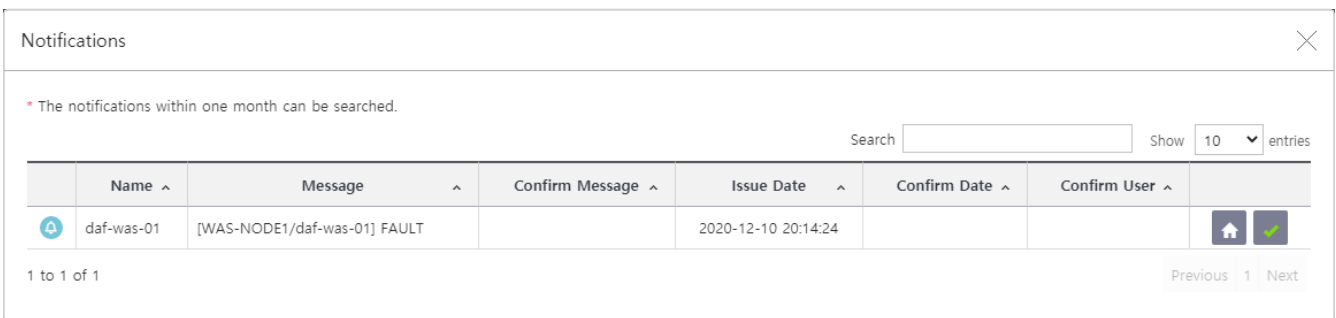 Notifications
* The notifications within one month can be searched.
Search Show 10 entries
Name Message Confirm Message Issue Date Confirm Date Confirm User
daf-was-01 [WAS-NODE1/daf-was-01] FAULT 2020-12-10 20:14:24
1 to 1 of 1 Previous 1 Next